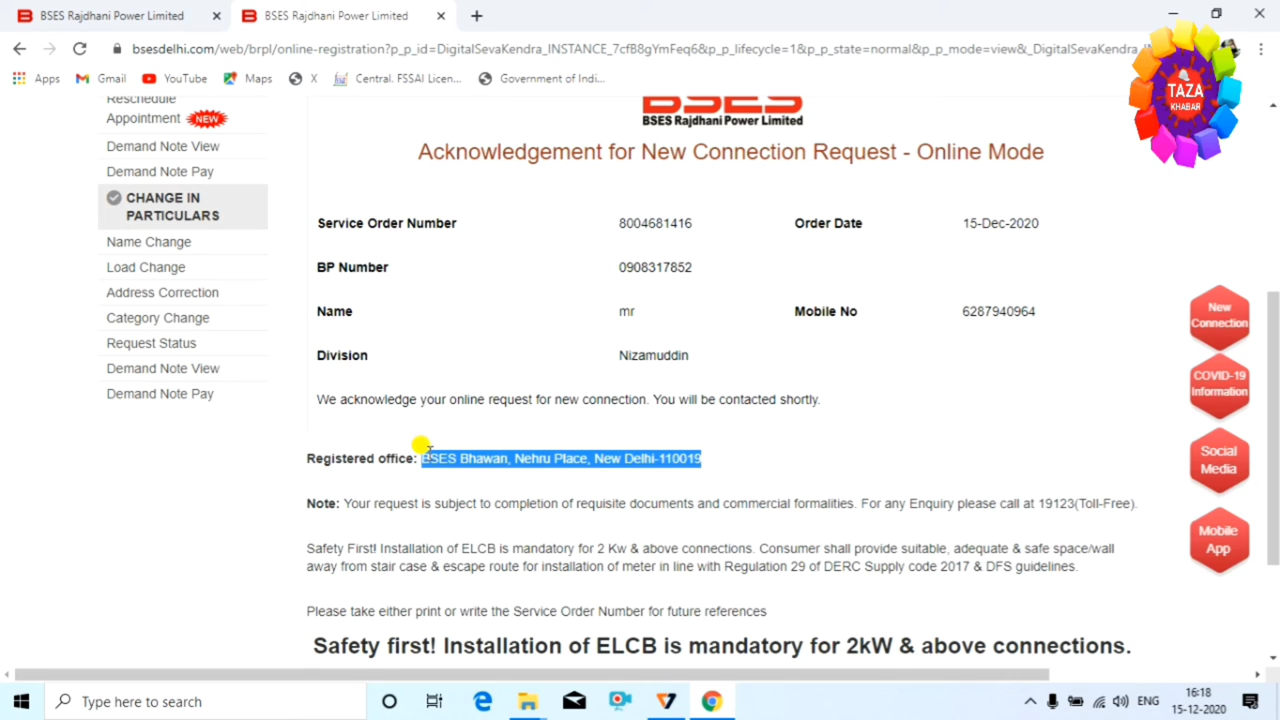 BSES Rajdhani Power Limited
BSES Rajdhani Power Limited
bsesdelhi.com/web/brpl/online-registration?p_p_id=DigitalSevaKendra_INSTANCE_7cfB8gYmFeq6&p_p_lifecycle=1&p_p_state=normal&p_p_mode=view&_DigitalSevaKendra_IN
Apps
Gmail
YouTube
Maps
X
Central. FSSAI Licen...
Government of Indi...
TAZA
KHABAR
Reschedule
Appointment NEW
Demand Note View
Demand Note Pay
CHANGE IN
PARTICULARS
Name Change
Load Change
Address Correction
Category Change
Request Status
Demand Note View
Demand Note Pay
BSES
BSES Rajdhani Power Limited
Acknowledgement for New Connection Request - Online Mode
Service Order Number 8004681416 Order Date 15-Dec-2020
BP Number 0908317852
Name mr Mobile No 6287940964
Division Nizamuddin
We acknowledge your online request for new connection. You will be contacted shortly.
Registered office: BSES Bhawan, Nehru Place, New Delhi-110019
Note: Your request is subject to completion of requisite documents and commercial formalities. For any Enquiry please call at 19123(Toll-Free).
Safety First! Installation of ELCB is mandatory for 2 Kw & above connections. Consumer shall provide suitable, adequate & safe space/wall
away from stair case & escape route for installation of meter in line with Regulation 29 of DERC Supply code 2017 & DFS guidelines.
Please take either print or write the Service Order Number for future references
Safety first! Installation of ELCB is mandatory for 2kW & above connections.
New
Connection
COVID-19
Information
Social
Media
Mobile
App
Type here to search
ENG
16:18
15-12-2020